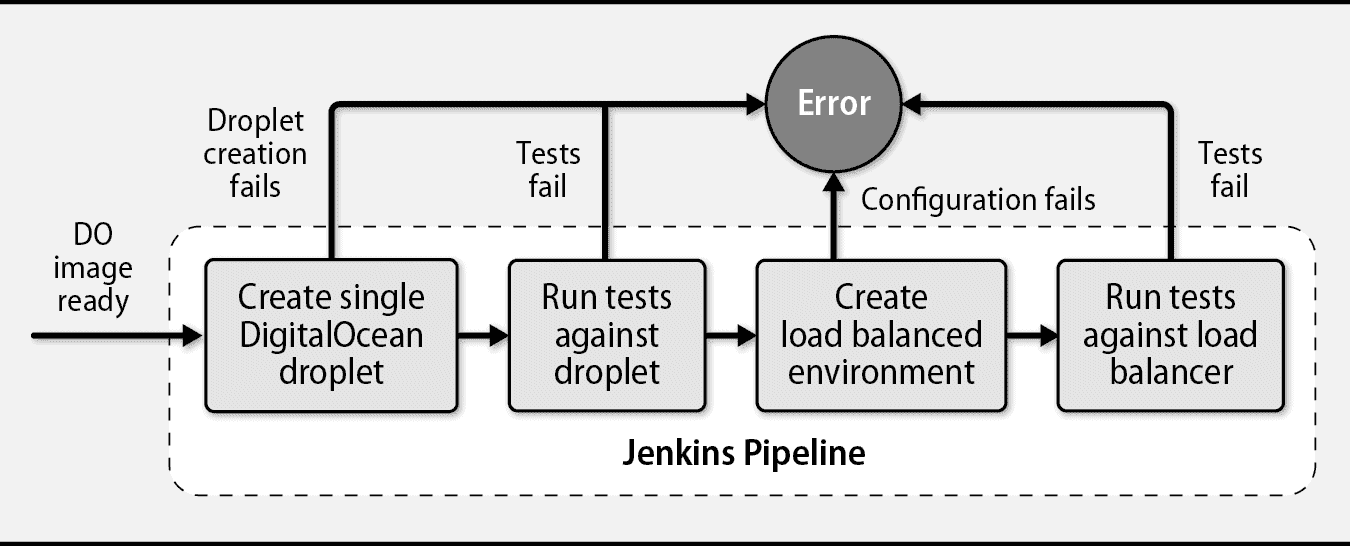 Error
Droplet
creation
fails
Tests
fail
Configuration fails
Tests
fail
DO
image
ready
Create single
DigitalOcean
droplet
Run tests
against
droplet
Create
load balanced
environment
Run tests
against load
balancer
Jenkins Pipeline